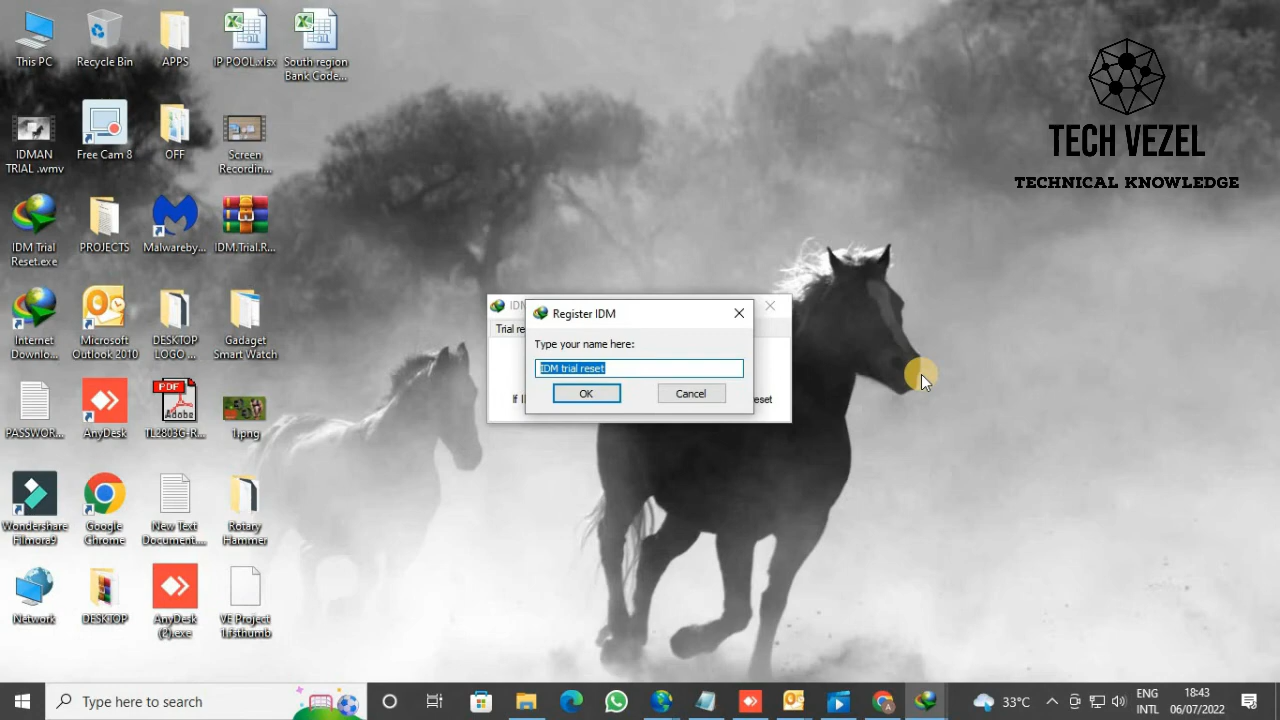 This PC
Recycle Bin
APPS
IP POOL.xlsx
South region
Bank Code...
TECH VEZEL
TECHNICAL KNOWLEDGE
IDMAN
TRIAL .wmv
Free Cam 8
OFF
Screen
Recordin...
IDM Trial
Reset.exe
PROJECTS
Malwareby...
IDM.Trial.R...
Internet
Downlo...
Microsoft
Outlook 2010
DESKTOP
LOGO ...
Gadaget
Smart Watch
Register IDM
Trial re
Type your name here:
IDM trial reset
OK
Cancel
If I
eset
PDF
Adobe
PASSWOR...
AnyDesk
TL2803G-R...
1.png
Wondershare
Filmora9
Google
Chrome
New Text
Document....
Rotary
Hammer
Network
DESKTOP
AnyDesk
(2).exe
VE Project
Type here to search
33°C
ENG
INTL
18:43
06/07/2022